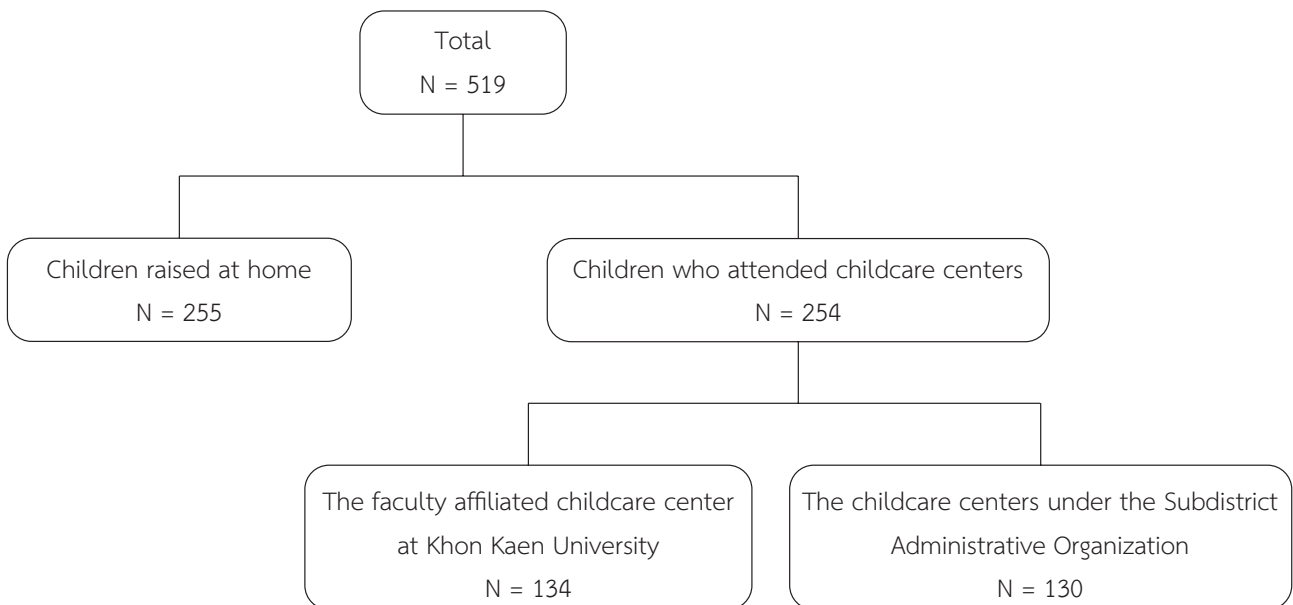 Total
N = 519
Children raised at home
N = 255
Children who attended childcare centers
N = 254
The faculty affiliated childcare center
at Khon Kaen University
N = 134
The childcare centers under the Subdistrict
Administrative Organization
N = 130